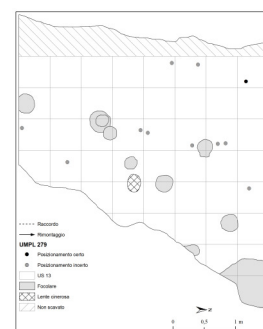 Raccordo
Rimontaggio
UMPL 279
Posizionamento certo
Posizionamento incerto
US 13
Focolare
Lente cinerosa
Non scavato
Z
0 0,5 1 m